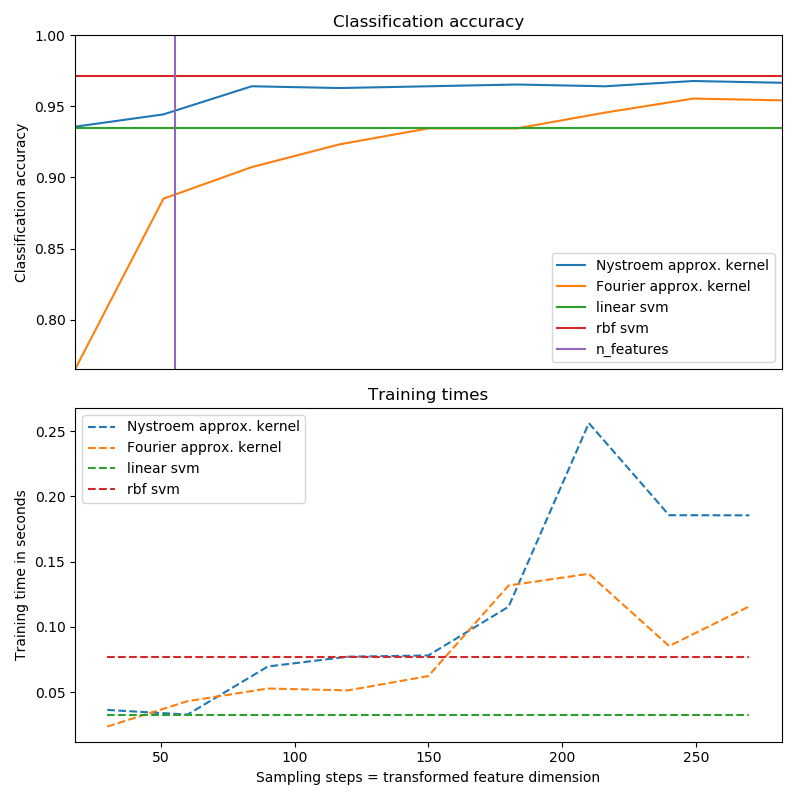 Classification accuracy
Classification accuracy
1.00
0.95
0.90
0.85
0.80
Nystroem approx. kernel
Fourier approx. kernel
linear svm
rbf svm
n_features
Training times
Training time in seconds
0.25
0.20
0.15
0.10
0.05
Nystroem approx. kernel
Fourier approx. kernel
linear svm
rbf svm
50 100 150 200 250
Sampling steps = transformed feature dimension